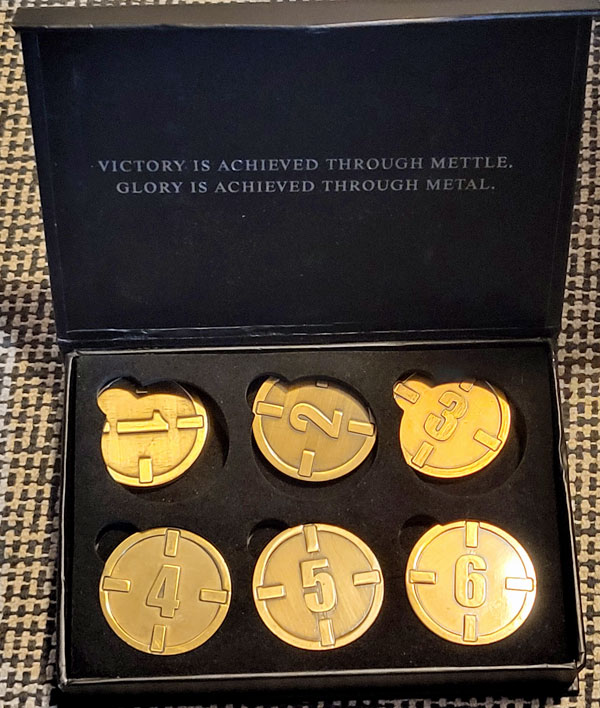 VICTORY IS ACHIEVED THROUGH METTLE.
GLORY IS ACHIEVED THROUGH METAL.
1 2 3
4 5 6